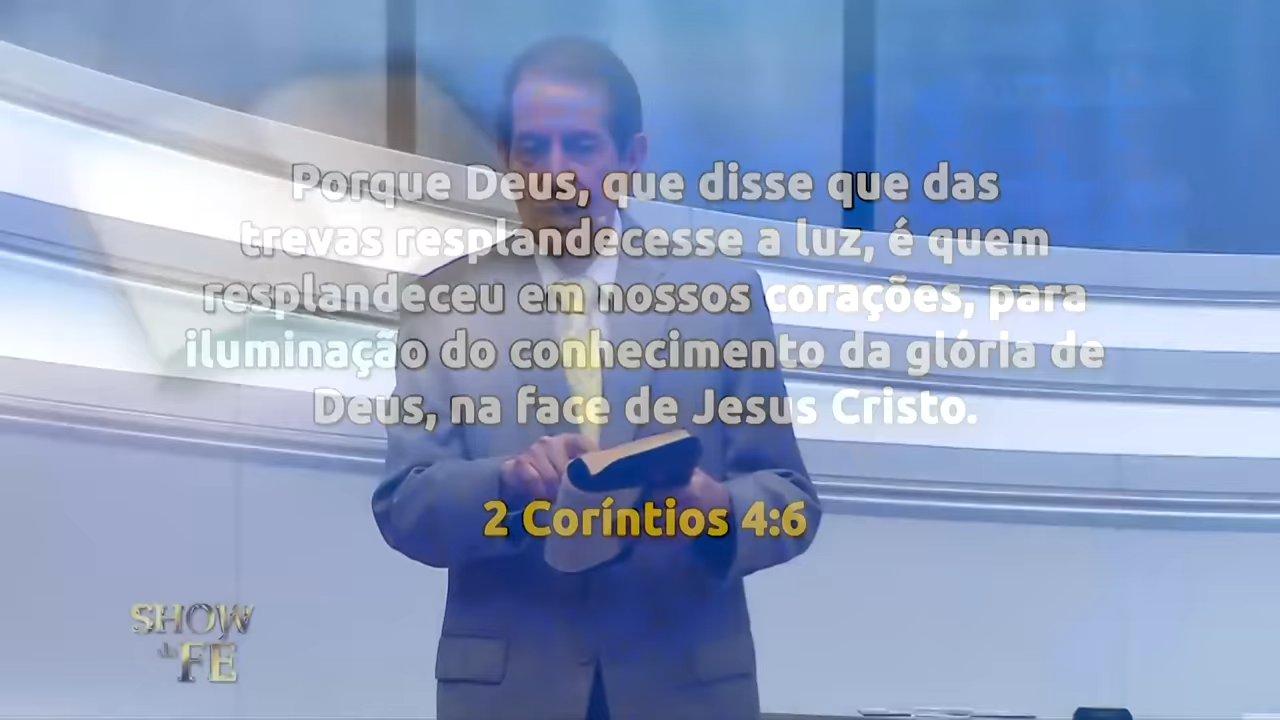 Porque Deus, que disse que das
trevas resplandecesse a luz, é quem
resplandeceu em nossos corações, para
iluminação do conhecimento da glória de
Deus, na face de Jesus Cristo.
2 Coríntios 4:6
SHOW
da FÉ